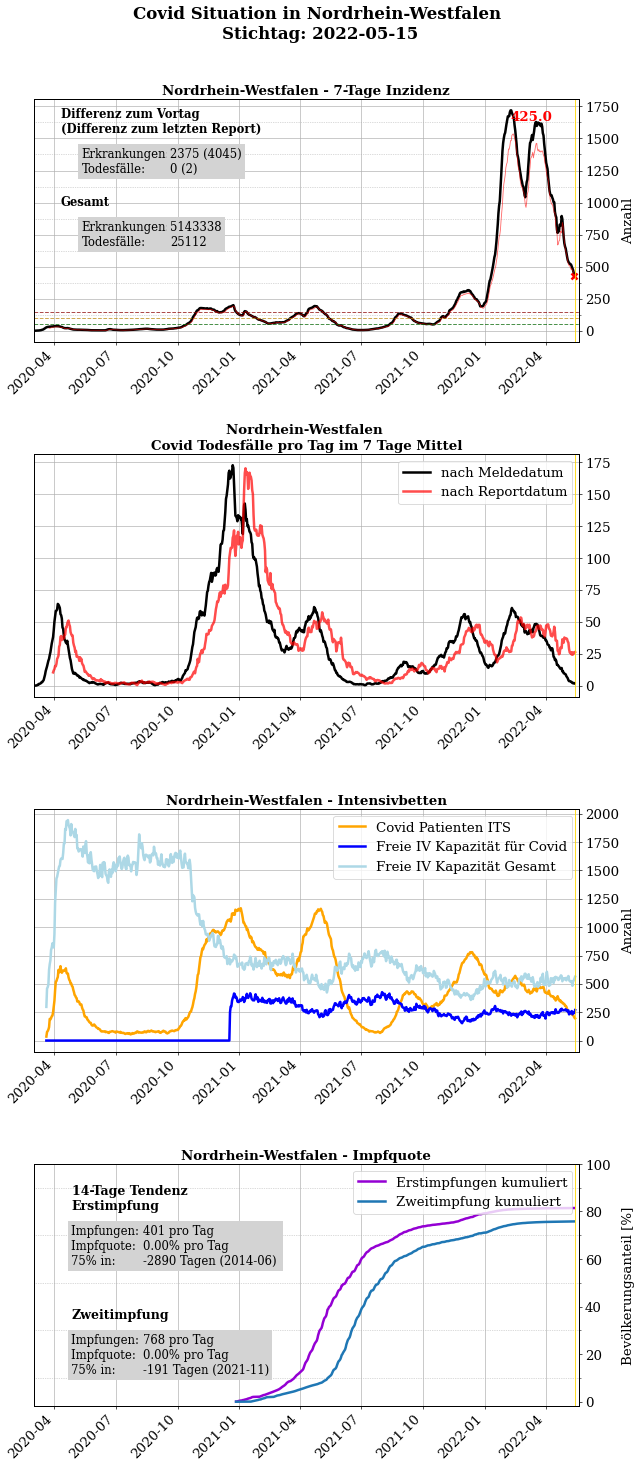 Covid Situation in Nordrhein-Westfalen
Stichtag: 2022-05-15
Nordrhein-Westfalen - 7-Tage Inzidenz
Differenz zum Vortag
(Differenz zum letzten Report)
Erkrankungen 2375 (4045)
Todesfälle: 0 (2)
Gesamt
Erkrankungen 5143338
Todesfälle: 25112
425.0
1750
1500
1250
1000
750
500
250
0
Anzahl
2020-04
2020-07
2020-10
2021-01
2021-04
2021-07
2021-10
2022-01
2022-04
Nordrhein-Westfalen
Covid Todesfälle pro Tag im 7 Tage Mittel
nach Meldedatum
nach Reportdatum
175
150
125
100
75
50
25
0
2020-04
2020-07
2020-10
2021-01
2021-04
2021-07
2021-10
2022-01
2022-04
Nordrhein-Westfalen - Intensivbetten
Covid Patienten ITS
Freie IV Kapazität für Covid
Freie IV Kapazität Gesamt
2000
1750
1500
1250
1000
750
500
250
0
Anzahl
2020-04
2020-07
2020-10
2021-01
2021-04
2021-07
2021-10
2022-01
2022-04
Nordrhein-Westfalen - Impfquote
14-Tage Tendenz
Erstimpfung
Impfungen: 401 pro Tag
Impfquote: 0.00% pro Tag
75% in: -2890 Tagen (2014-06)
Zweitimpfung
Impfungen: 768 pro Tag
Impfquote: 0.00% pro Tag
75% in: -191 Tagen (2021-11)
Erstimpfungen kumuliert
Zweitimpfung kumuliert
100
80
60
40
20
0
Bevölkerungsanteil [%]
2020-04
2020-07
2020-10
2021-01
2021-04
2021-07
2021-10
2022-01
2022-04